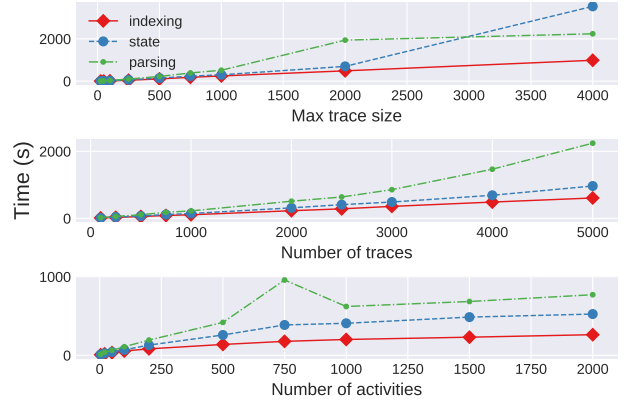 indexing
state
parsing
2000
0
0 500 1000 1500 2000 2500 3000 3500 4000
Max trace size
Time (s)
2000
0
0 1000 2000 3000 4000 5000
Number of traces
1000
0
0 250 500 750 1000 1250 1500 1750 2000
Number of activities